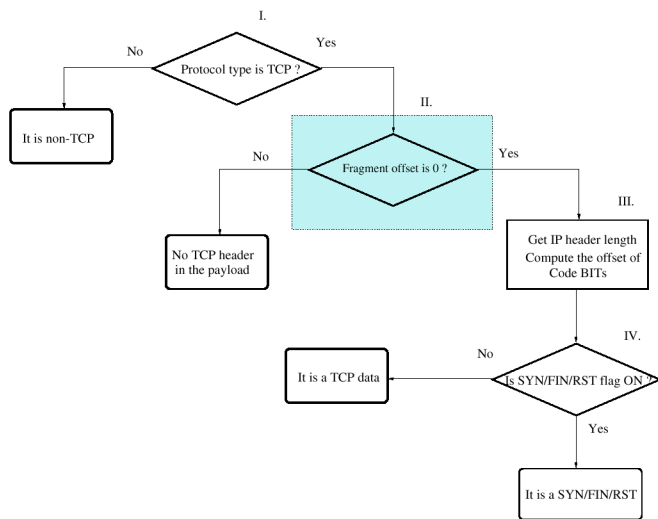 I.
No
Yes
Protocol type is TCP ?
It is non-TCP
II.
No
Yes
Fragment offset is 0 ?
No TCP header
in the payload
III.
Get IP header length
Compute the offset of
Code BITs
IV.
No
Is SYN/FIN/RST flag ON ?
It is a TCP data
Yes
It is a SYN/FIN/RST